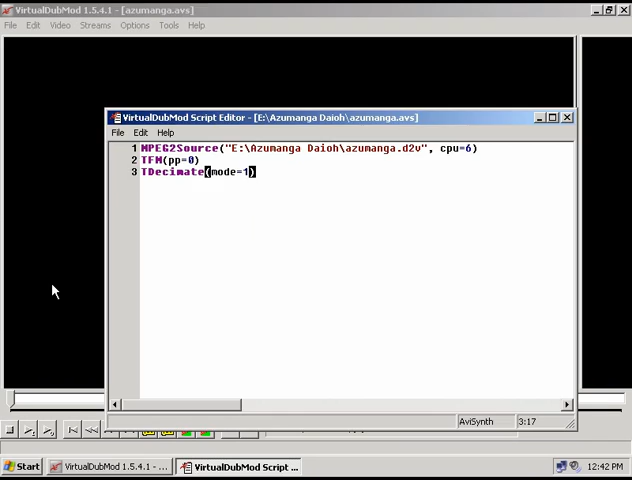 VirtualDubMod 1.5.4.1 - [azumanga.avs]
File Edit Video Streams Options Tools Help
VirtualDubMod Script Editor - [E:\Azumanga Daioh\azumanga.avs]
File Edit Help
1 MPEG2Source("E:\Azumanga Daioh\azumanga.d2v", cpu=6)
2 TFM(pp=0)
3 TDecimate(mode=1)
AviSynth 3:17
Start VirtualDubMod 1.5.4.1 - ... VirtualDubMod Script ... 12:42 PM